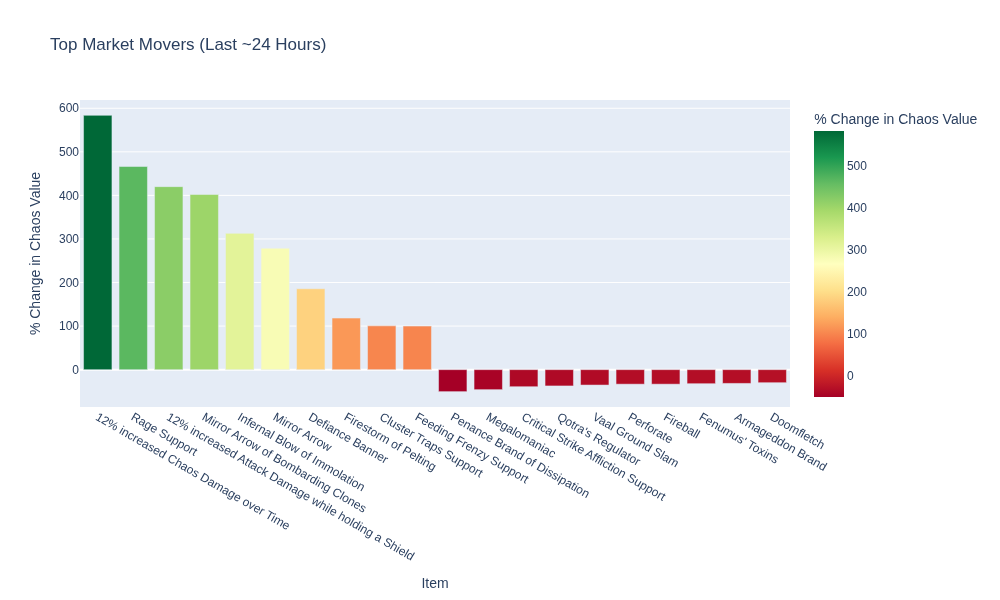 Top Market Movers (Last ~24 Hours)
% Change in Chaos Value
600
500
400
300
200
100
0
% Change in Chaos Value
500
400
300
200
100
0
12% increased Chaos Damage over Time
Rage Support
12% increased Attack Damage while holding a Shield
Mirror Arrow of Bombarding Clones
Infernal Blow of Immolation
Mirror Arrow
Defiance Banner
Firestorm of Pelting
Cluster Traps Support
Feeding Frenzy Support
Penance Brand of Dissipation
Megalomaniac
Critical Strike Affliction Support
Qotra's Regulator
Vaal Ground Slam
Perforate
Fireball
Fenumus' Toxins
Armageddon Brand
Doomfletch
Item